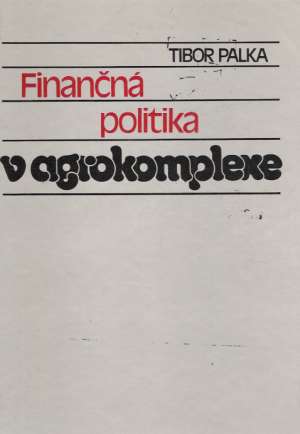 TIBOR PALKA
Finančná
politika
v agrokomplexe